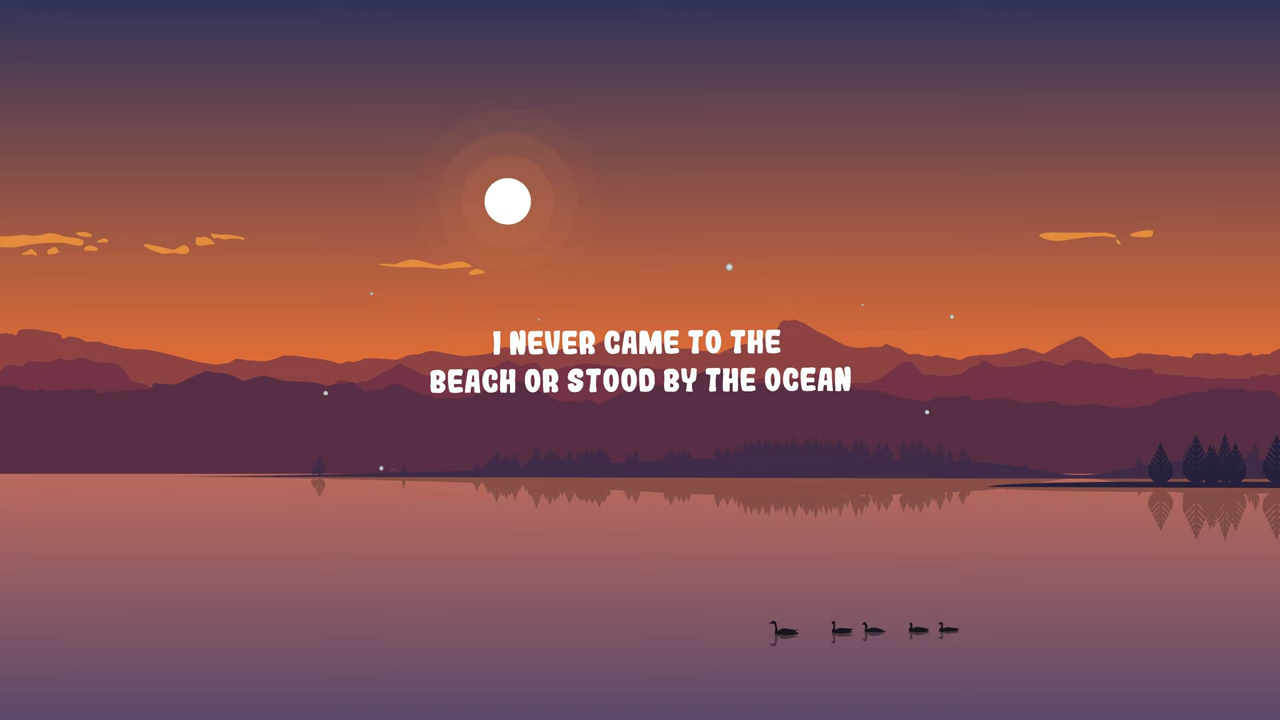 I NEVER CAME TO THE
BEACH OR STOOD BY THE OCEAN